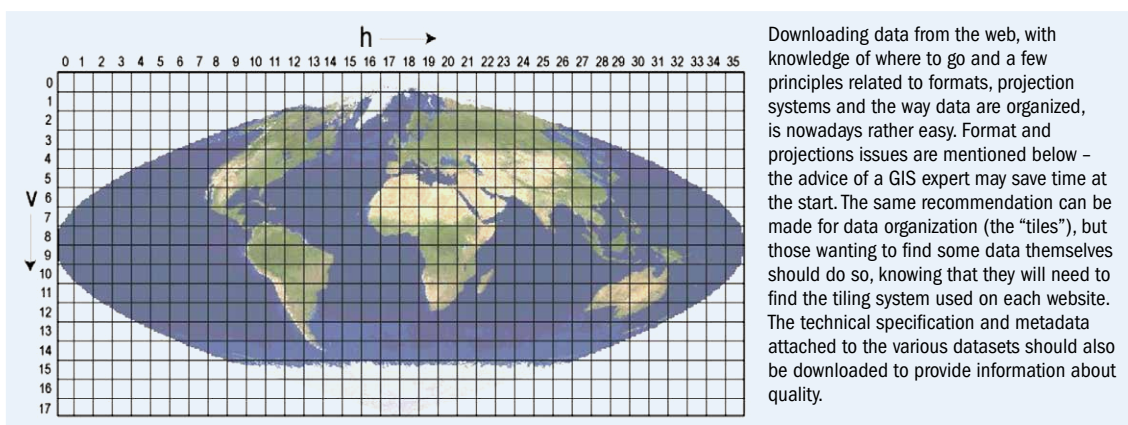 h
0 1 2 3 4 5 6 7 8 9 10 11 12 13 14 15 16 17 18 19 20 21 22 23 24 25 26 27 28 29 30 31 32 33 34 35
0
1
2
3
4
5
V
6
7
8
9
10
11
12
13
14
15
16
17
Downloading data from the web, with
knowledge of where to go and a few
principles related to formats, projection
systems and the way data are organized,
is nowadays rather easy. Format and
projections issues are mentioned below –
the advice of a GIS expert may save time at
the start. The same recommendation can be
made for data organization (the “tiles”), but
those wanting to find some data themselves
should do so, knowing that they will need to
find the tiling system used on each website.
The technical specification and metadata
attached to the various datasets should also
be downloaded to provide information about
quality.